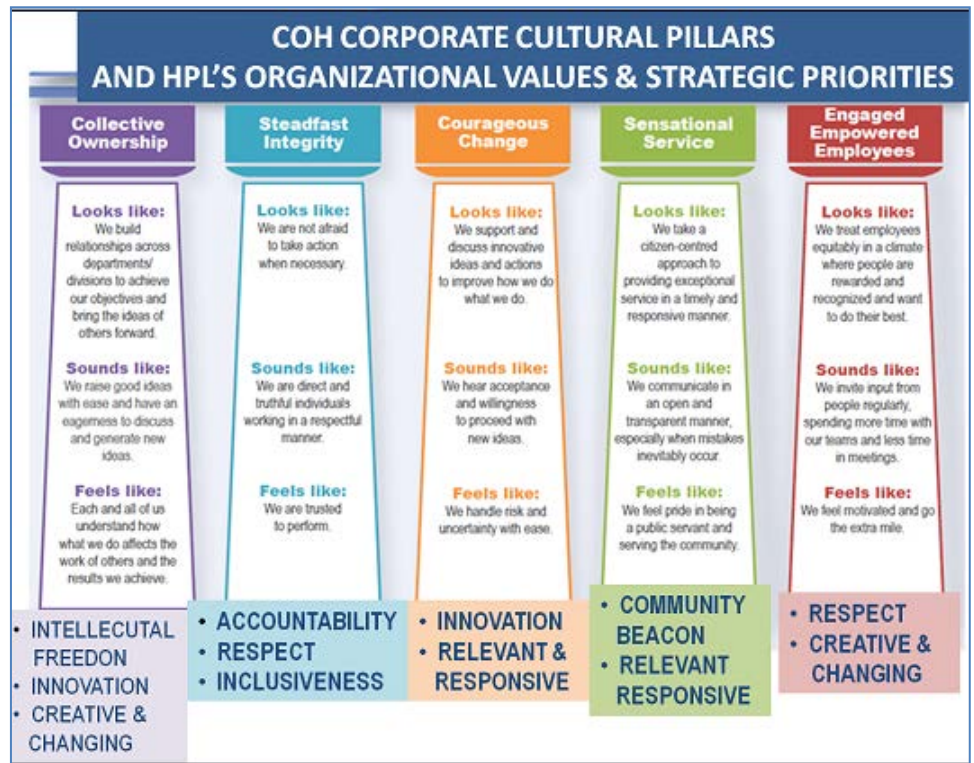 COH CORPORATE CULTURAL PILLARS
AND HPL'S ORGANIZATIONAL VALUES & STRATEGIC PRIORITIES
Collective
Ownership
Looks like:
We build
relationships across
departments/
divisions to achieve
our objectives and
bring the ideas of
others forward.
Sounds like:
We raise good ideas
with ease and have an
eagerness to discuss
and generate new
ideas.
Feels like:
Each and all of us
understand how
what we do affects the
work of others and the
results we achieve.
• INTELLECUTAL
FREEDON
• INNOVATION
• CREATIVE &
CHANGING
Steadfast
Integrity
Looks like:
We are not afraid
to take action
when necessary.
Sounds like:
We are direct and
truthful individuals
working in a respectful
manner.
Feels like:
We are trusted
to perform.
• ACCOUNTABILITY
• RESPECT
• INCLUSIVENESS
Courageous
Change
Looks like:
We support and
discuss innovative
ideas and actions
to improve how we do
what we do.
Sounds like:
We hear acceptance
and willingness
to proceed with
new ideas.
Feels like:
We handle risk and
uncertainty with ease.
• INNOVATION
• RELEVANT &
RESPONSIVE
Sensational
Service
Looks like:
We take a
citizen-centred
approach to
providing exceptional
service in a timely and
responsive manner.
Sounds like:
We communicate in
an open and
transparent manner,
especially when mistakes
inevitably occur.
Feels like:
We feel pride in being
a public servant and
serving the community.
• COMMUNITY
BEACON
• RELEVANT
RESPONSIVE
Engaged
Empowered
Employees
Looks like:
We treat employees
equitably in a climate
where people are
rewarded and
recognized and want
to do their best.
Sounds like:
We invite input from
people regularly,
spending more time with
our teams and less time
in meetings.
Feels like:
We feel motivated and go
the extra mile.
• RESPECT
• CREATIVE &
CHANGING